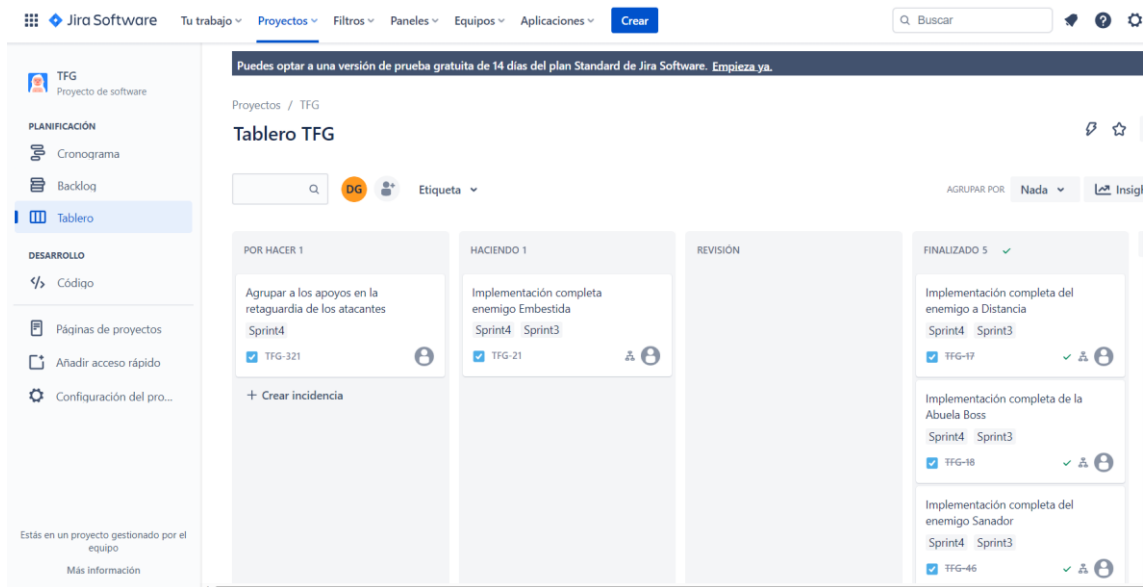 Jira Software Tu trabajo Proyectos Filtros Paneles Equipos Aplicaciones Crear Buscar
TFG
Proyecto de software
PLANIFICACIÓN
Cronograma
Backlog
Tablero
DESARROLLO
Código
Páginas de proyectos
Añadir acceso rápido
Configuración del pro...
Estás en un proyecto gestionado por el
equipo
Más información
Puedes optar a una versión de prueba gratuita de 14 días del plan Standard de Jira Software. Empieza ya.
Proyectos / TFG
Tablero TFG
DG Etiqueta AGRUPAR POR Nada Insigh
POR HACER 1
Agrupar a los apoyos en la
retaguardia de los atacantes
Sprint4
TFG-321
+ Crear incidencia
HACIENDO 1
Implementación completa
enemigo Embestida
Sprint4 Sprint3
TFG-21
REVISIÓN
FINALIZADO 5
Implementación completa del
enemigo a Distancia
Sprint4 Sprint3
TFG-17
Implementación completa de la
Abuela Boss
Sprint4 Sprint3
TFG-18
Implementación completa del
enemigo Sanador
Sprint4 Sprint3
TFG-46